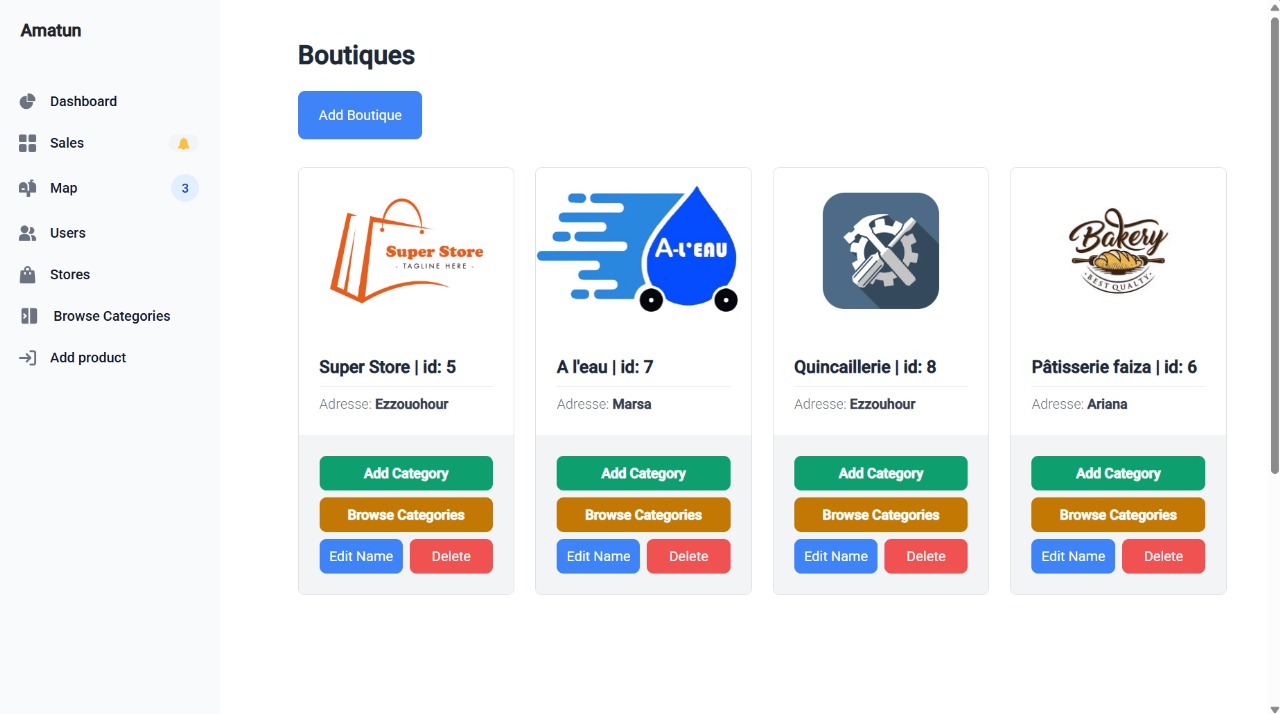 Amatun
Dashboard
Sales
Map
3
Users
Stores
Browse Categories
Add product
Boutiques
Add Boutique
Super Store
- TAGLINE HERE -
Super Store | id: 5
Adresse: Ezzouohour
Add Category
Browse Categories
Edit Name
Delete
A-L'EAU
A l'eau | id: 7
Adresse: Marsa
Add Category
Browse Categories
Edit Name
Delete
Quincaillerie | id: 8
Adresse: Ezzouhour
Add Category
Browse Categories
Edit Name
Delete
Bakery
BEST QUALITY
Pâtisserie faiza | id: 6
Adresse: Ariana
Add Category
Browse Categories
Edit Name
Delete